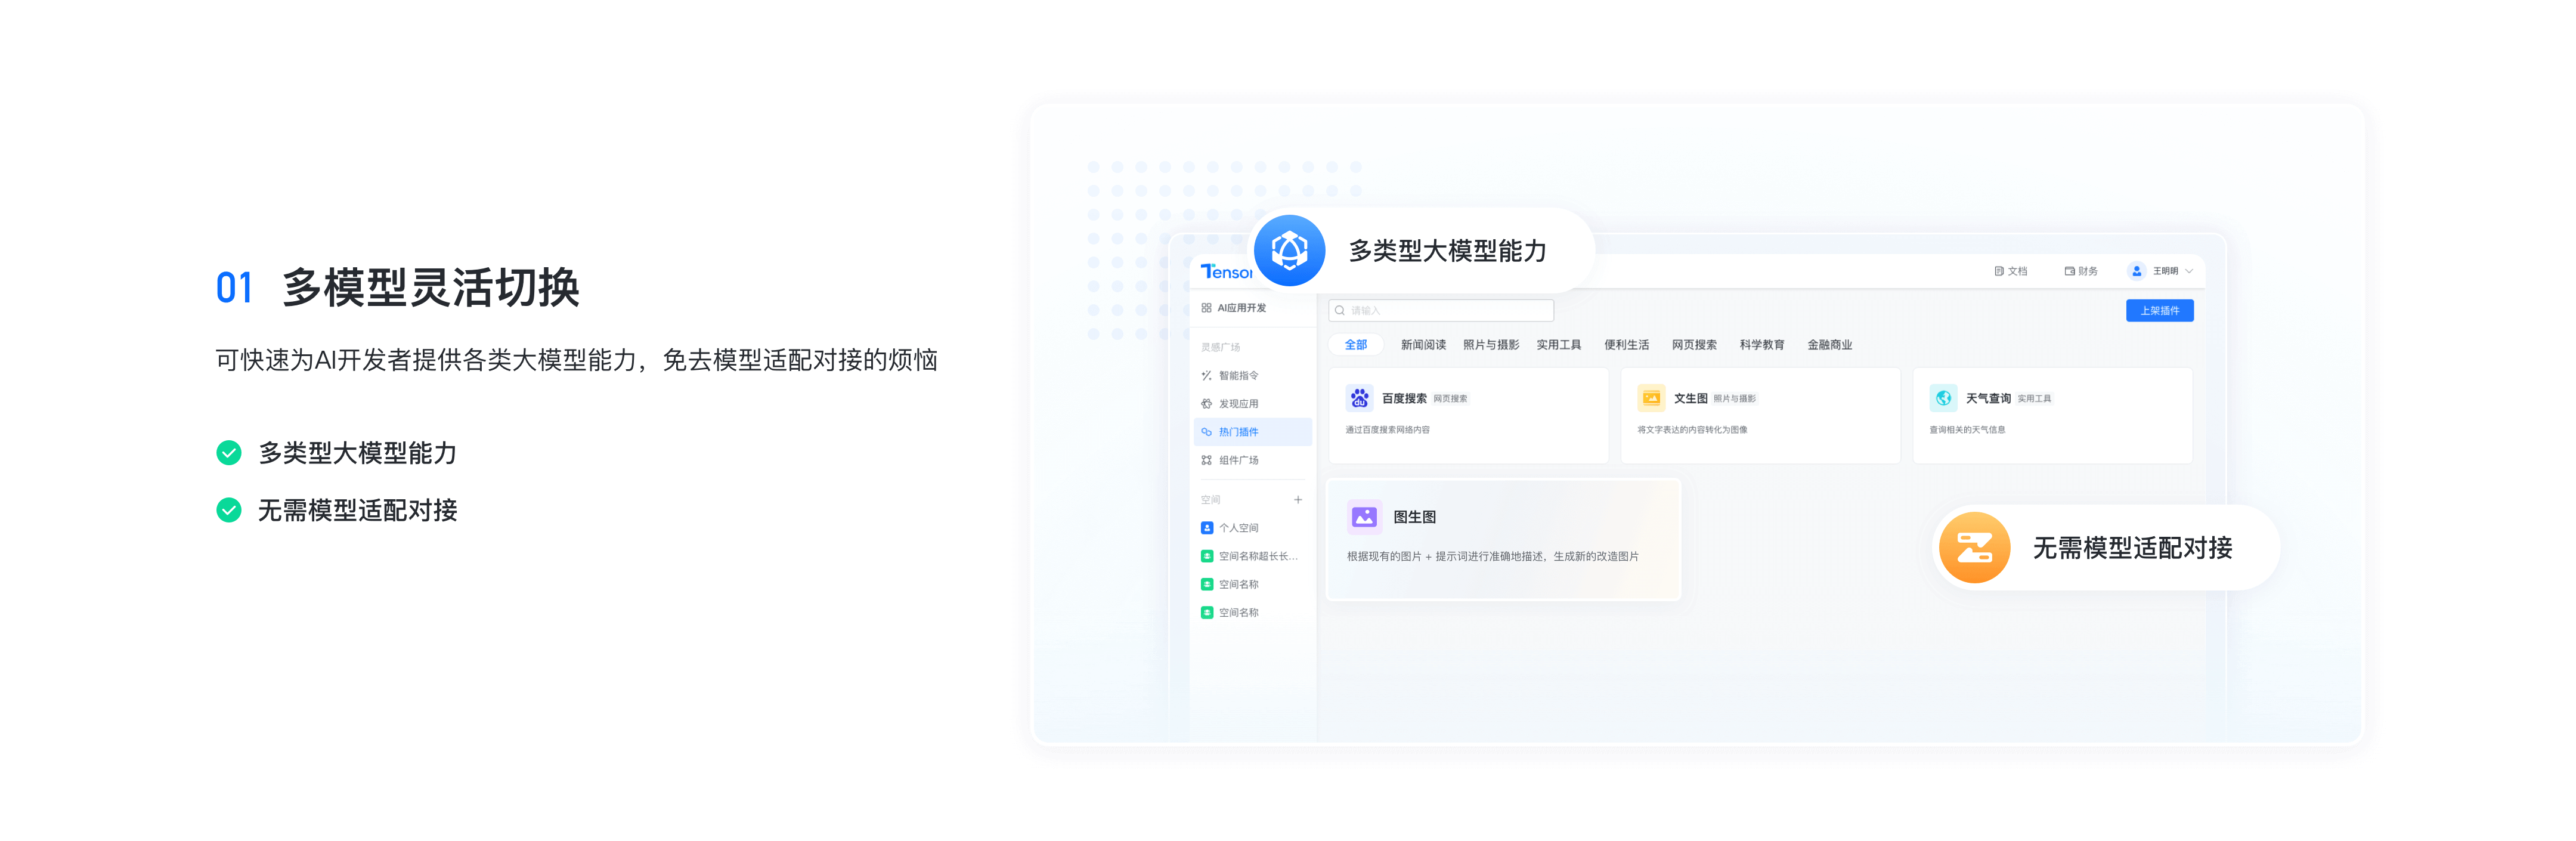 01 多模型灵活切换
可快速为AI开发者提供各类大模型能力，免去模型适配对接的烦恼
多类型大模型能力
无需模型适配对接
多类型大模型能力
Tensor
文档 财务 王明明
AI应用开发
请输入
上架插件
灵感广场
全部 新闻阅读 照片与摄影 实用工具 便利生活 网页搜索 科学教育 金融商业
智能指令
发现应用
热门插件
组件广场
百度搜索 网页搜索
通过百度搜索网络内容
文生图 照片与摄影
将文字表达的内容转化为图像
天气查询 实用工具
查询相关的天气信息
空间
个人空间
空间名称超长长...
空间名称
空间名称
图生图
根据现有的图片 + 提示词进行准确地描述，生成新的改造图片
无需模型适配对接